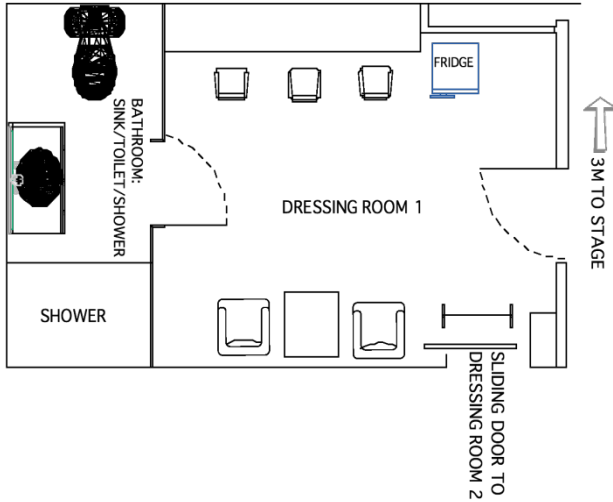 FRIDGE
BATHROOM:
SINK/TOILET/SHOWER
3M TO STAGE
DRESSING ROOM 1
SHOWER
SLIDING DOOR TO
DRESSING ROOM 2